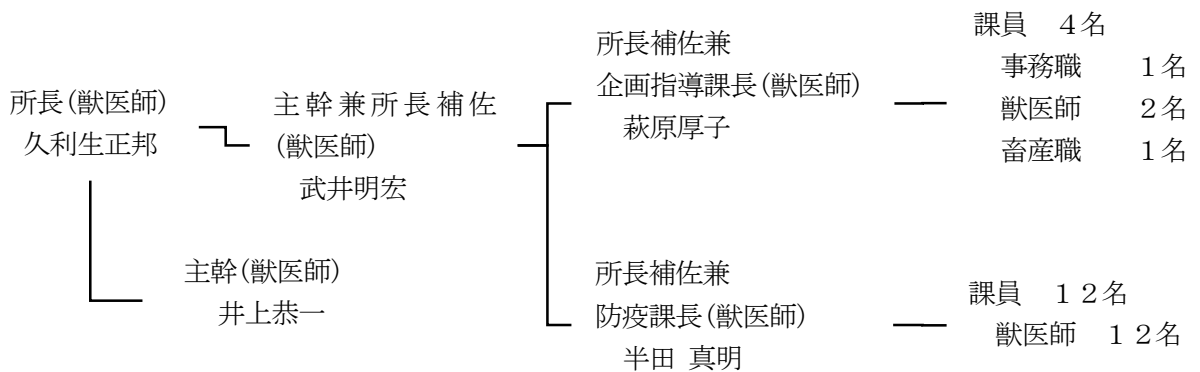 所長(獣医師)
久利生正邦
主幹兼所長補佐
(獣医師)
武井明宏
主幹(獣医師)
井上恭一
所長補佐兼
企画指導課長(獣医師)
萩原厚子
課員 4名
事務職 1名
獣医師 2名
畜産職 1名
所長補佐兼
防疫課長(獣医師)
半田 真明
課員 12名
獣医師 12名